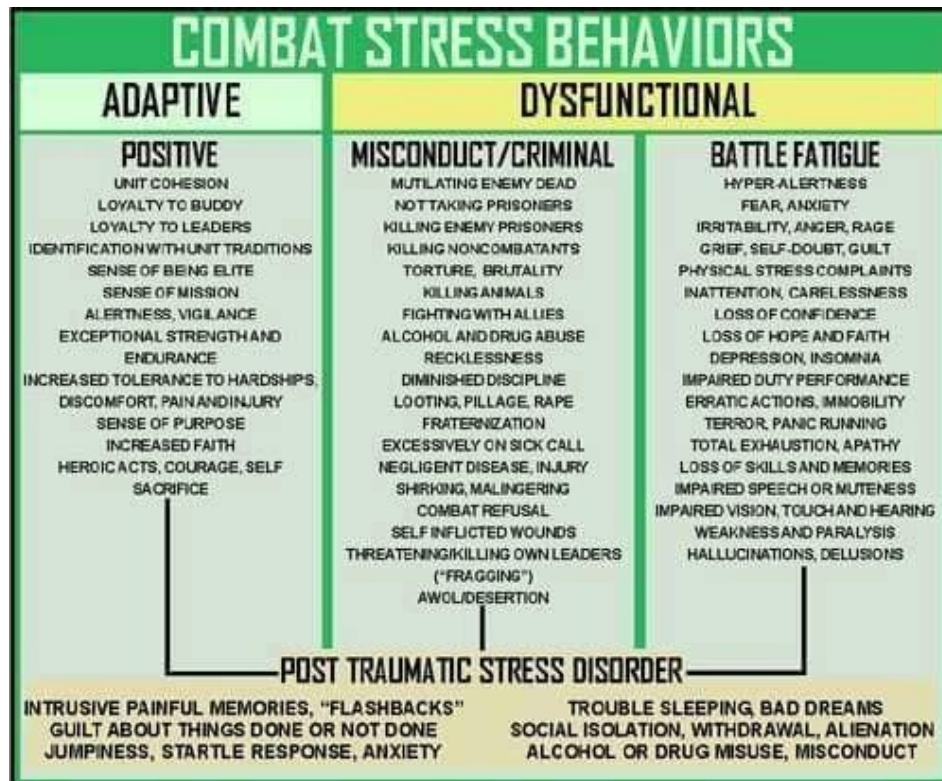 COMBAT STRESS BEHAVIORS
ADAPTIVE
DYSFUNCTIONAL
POSITIVE
UNIT COHESION
LOYALTY TO BUDDY
LOYALTY TO LEADERS
IDENTIFICATION WITH UNIT TRADITIONS
SENSE OF BEING ELITE
SENSE OF MISSION
ALERTNESS, VIGILANCE
EXCEPTIONAL STRENGTH AND
ENDURANCE
INCREASED TOLERANCE TO HARDSHIPS,
DISCOMFORT, PAIN AND INJURY
SENSE OF PURPOSE
INCREASED FAITH
HEROIC ACTS, COURAGE, SELF
SACRIFICE
MISCONDUCT/CRIMINAL
MUTILATING ENEMY DEAD
NOT TAKING PRISONERS
KILLING ENEMY PRISONERS
KILLING NONCOMBATANTS
TORTURE, BRUTALITY
KILLING ANIMALS
FIGHTING WITH ALLIES
ALCOHOL AND DRUG ABUSE
RECKLESSNESS
DIMINISHED DISCIPLINE
LOOTING, PILLAGE, RAPE
FRATERNIZATION
EXCESSIVELY ON SICK CALL
NEGLIGENT DISEASE, INJURY
SHIRKING, MALINGERING
COMBAT REFUSAL
SELF INFLICTED WOUNDS
THREATENING/KILLING OWN LEADERS
("FRAGGING")
AWOL/DESERTION
BATTLE FATIGUE
HYPER-ALERTNESS
FEAR, ANXIETY
IRRITABILITY, ANGER, RAGE
GRIEF, SELF-DOUBT, GUILT
PHYSICAL STRESS COMPLAINTS
INATTENTION, CARELESSNESS
LOSS OF CONFIDENCE
LOSS OF HOPE AND FAITH
DEPRESSION, INSOMNIA
IMPAIRED DUTY PERFORMANCE
ERRATIC ACTIONS, IMMOBILITY
TERROR, PANIC RUNNING
TOTAL EXHAUSTION, APATHY
LOSS OF SKILLS AND MEMORIES
IMPAIRED SPEECH OR MUTENESS
IMPAIRED VISION, TOUCH AND HEARING
WEAKNESS AND PARALYSIS
HALLUCINATIONS, DELUSIONS
POST TRAUMATIC STRESS DISORDER
INTRUSIVE PAINFUL MEMORIES, "FLASHBACKS"
GUILT ABOUT THINGS DONE OR NOT DONE
JUMPINESS, STARTLE RESPONSE, ANXIETY
TROUBLE SLEEPING, BAD DREAMS
SOCIAL ISOLATION, WITHDRAWAL, ALIENATION
ALCOHOL OR DRUG MISUSE, MISCONDUCT